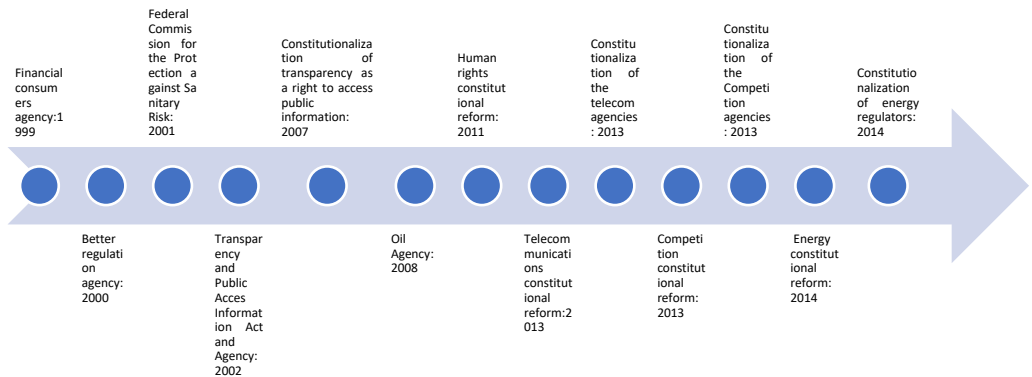 Financial
consum
ers
agency:1
999
Better
regulati
on
agency:
2000
Federal
Commis
sion for
the Prot
ection a
gainst Sa
nitary
Risk:
2001
Transpar
ency
and
Public
Acces
Informat
ion Act
and
Agency:
2002
Constitutionaliza
tion of
transparency as
a right to access
public
information:
2007
Oil
Agency:
2008
Human
rights
constitut
ional
reform:
2011
Telecom
municati
ons
constitut
ional
reform:2
013
Constitu
tionaliza
tion of
the
telecom
agencies
: 2013
Competi
tion
constitut
ional
reform:
2013
Constitu
tionaliza
tion of
the
Competi
tion
agencies
: 2013
Energy
constitut
ional
reform:
2014
Constitutio
nalization
of energy
regulators:
2014